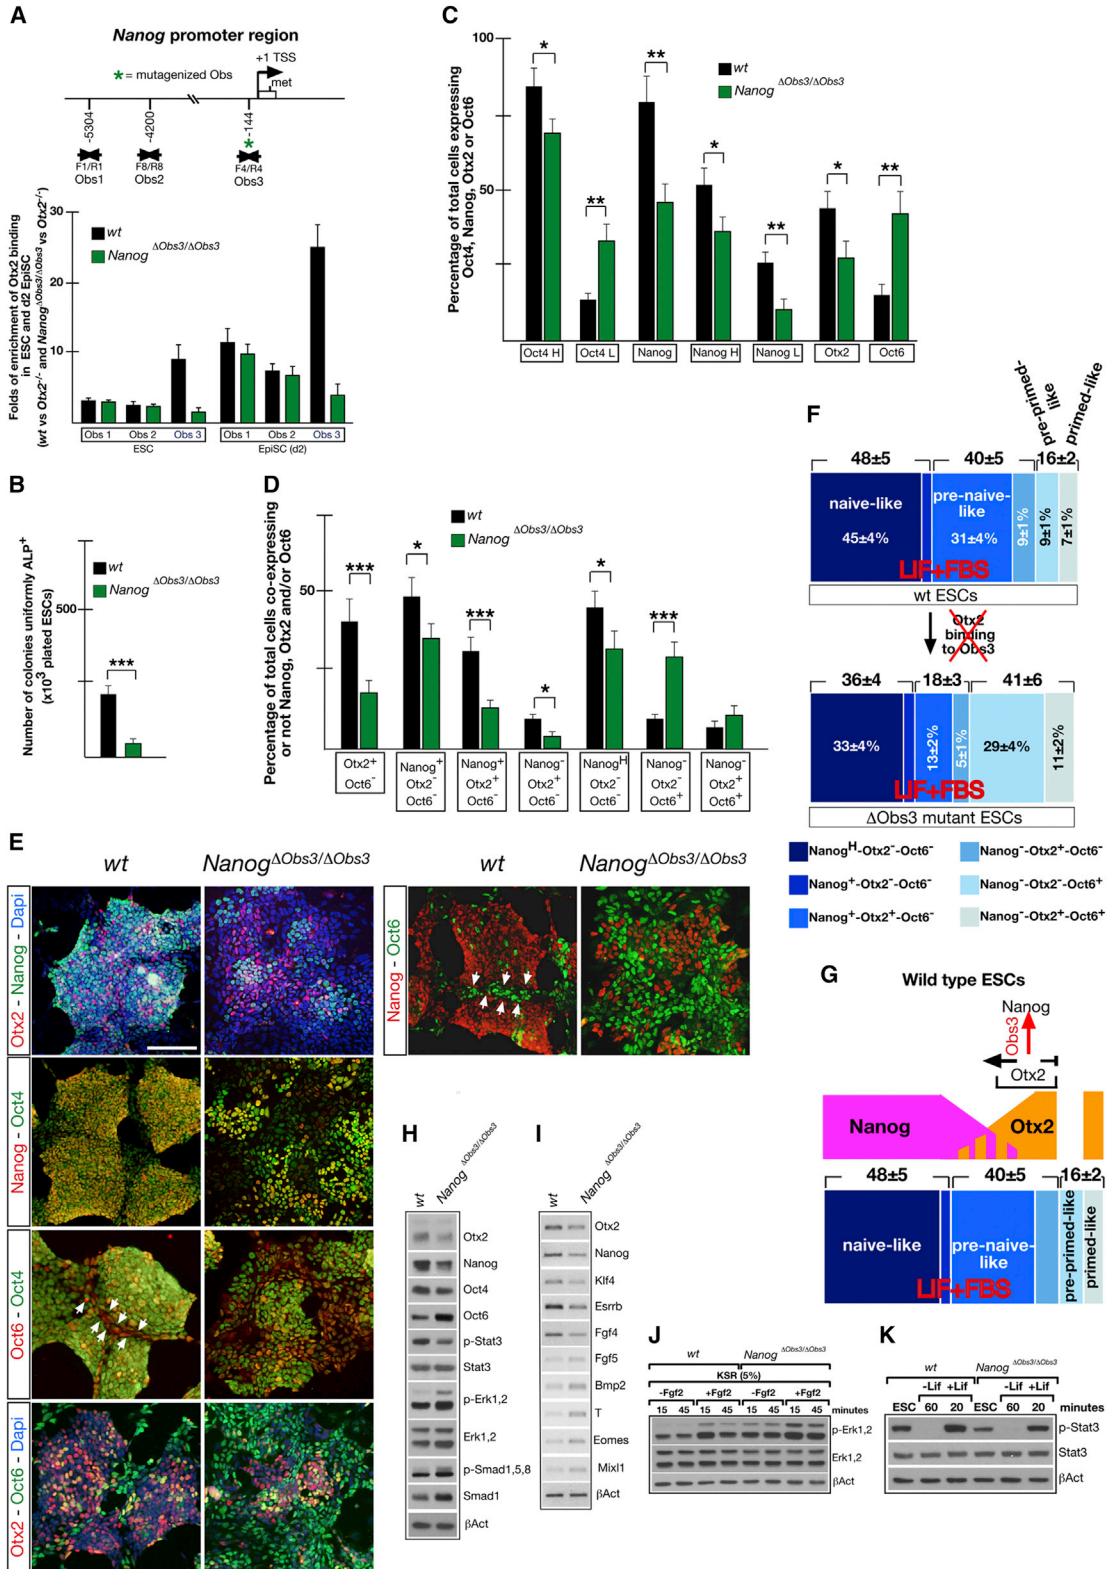 A
Nanog promoter region
* = mutagenized Obs
+1 TSS
met
-5304
-4200
-144
*
F1/R1
Obs1
F8/R8
Obs2
F4/R4
Obs3
Folds of enrichment of Otx2 binding
in ESC and d2 EpiSC
(wt vs Otx2-/- and NanogΔObs3/ΔObs3 vs Otx2-/-)
30
20
10
wt
Nanog ΔObs3/ΔObs3
Obs 1 Obs 2 Obs 3
ESC
Obs 1 Obs 2 Obs 3
EpiSC (d2)
B
Number of colonies uniformly ALP+
(x10³ plated ESCs)
500
wt
Nanog ΔObs3/ΔObs3
***
C
Percentage of total cells expressing
Oct4, Nanog, Otx2 or Oct6
100
50
wt
Nanog ΔObs3/ΔObs3
* ** ** * ** * **
Oct4 H Oct4 L Nanog Nanog H Nanog L Otx2 Oct6
D
Percentage of total cells co-expressing
or not Nanog, Otx2 and/or Oct6
50
wt
Nanog ΔObs3/ΔObs3
*** * *** * * ***
Otx2+
Oct6-
Nanog+
Otx2-
Oct6-
Nanog+
Otx2+
Oct6-
Nanog-
Otx2+
Oct6-
NanogH
Otx2-
Oct6-
Nanog-
Otx2-
Oct6+
Nanog-
Otx2+
Oct6+
E
wt
NanogΔObs3/ΔObs3
wt
NanogΔObs3/ΔObs3
Otx2 - Nanog - Dapi
Nanog - Oct4
Oct6 - Oct4
Otx2 - Oct6 - Dapi
Nanog - Oct6
F
pre-primed-
like
primed-like
48±5
40±5
16±2
naive-like
45±4%
pre-naive-
like
31±4%
9±1%
9±1%
7±1%
LIF+FBS
wt ESCs
Otx2
binding
to Obs3
36±4
18±3
41±6
33±4%
13±2%
5±1%
29±4%
11±2%
LIF+FBS
ΔObs3 mutant ESCs
NanogH-Otx2--Oct6-
Nanog--Otx2+-Oct6-
Nanog+-Otx2--Oct6-
Nanog--Otx2--Oct6+
Nanog+-Otx2+-Oct6-
Nanog--Otx2+-Oct6+
G
Wild type ESCs
Nanog
Obs3
Otx2
Nanog
Otx2
48±5
40±5
16±2
naive-like
pre-naive-
like
pre-primed-like
primed-like
LIF+FBS
H
wt
Nanog ΔObs3/ΔObs3
Otx2
Nanog
Oct4
Oct6
p-Stat3
Stat3
p-Erk1,2
Erk1,2
p-Smad1,5,8
Smad1
βAct
I
wt
Nanog ΔObs3/ΔObs3
Otx2
Nanog
Klf4
Esrrb
Fgf4
Fgf5
Bmp2
T
Eomes
Mixl1
βAct
J
wt
Nanog ΔObs3/ΔObs3
KSR (5%)
-Fgf2 +Fgf2 -Fgf2 +Fgf2
15 45 15 45 15 45 15 45 minutes
p-Erk1,2
Erk1,2
βAct
K
wt
Nanog ΔObs3/ΔObs3
-Lif +Lif -Lif +Lif
ESC 60 20 ESC 60 20 minutes
p-Stat3
Stat3
βAct